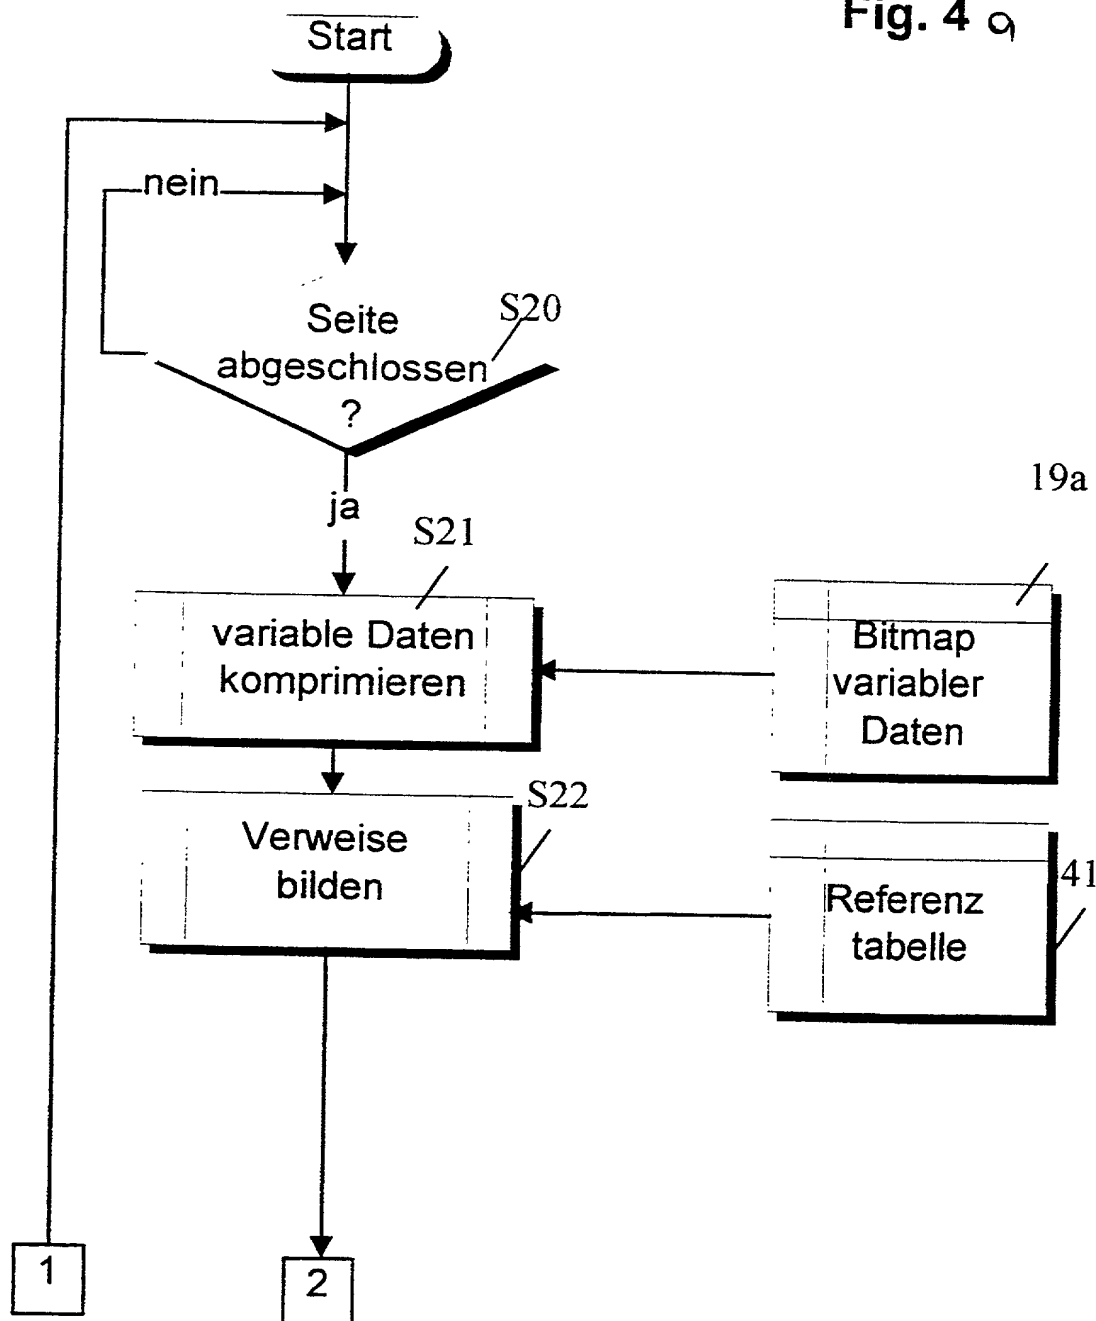 Fig. 4 a
Start
nein
Seite
abgeschlossen
?
S20
ja
S21
variable Daten
komprimieren
19a
Bitmap
variabler
Daten
S22
Verweise
bilden
41
Referenz
tabelle
1
2